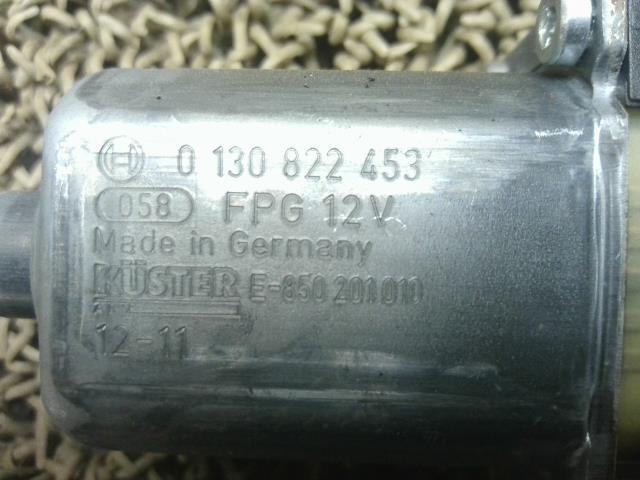 0 130 822 453
058 FPG 12V
Made in Germany
KÜSTER E-850 201 010
12-11